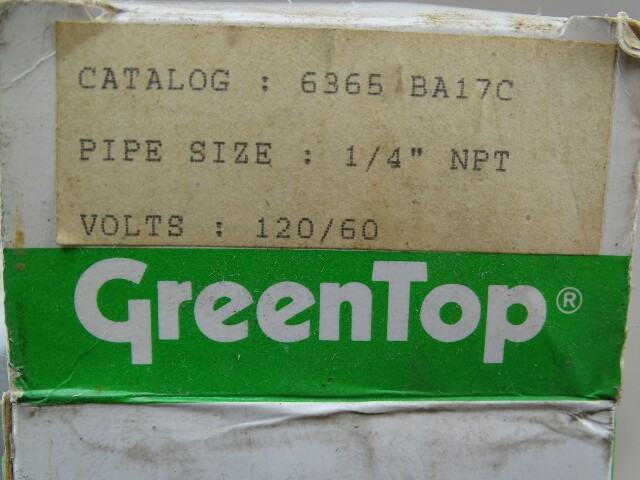 CATALOG : 6365 BA17C
PIPE SIZE : 1/4" NPT
VOLTS : 120/60
GreenTop®